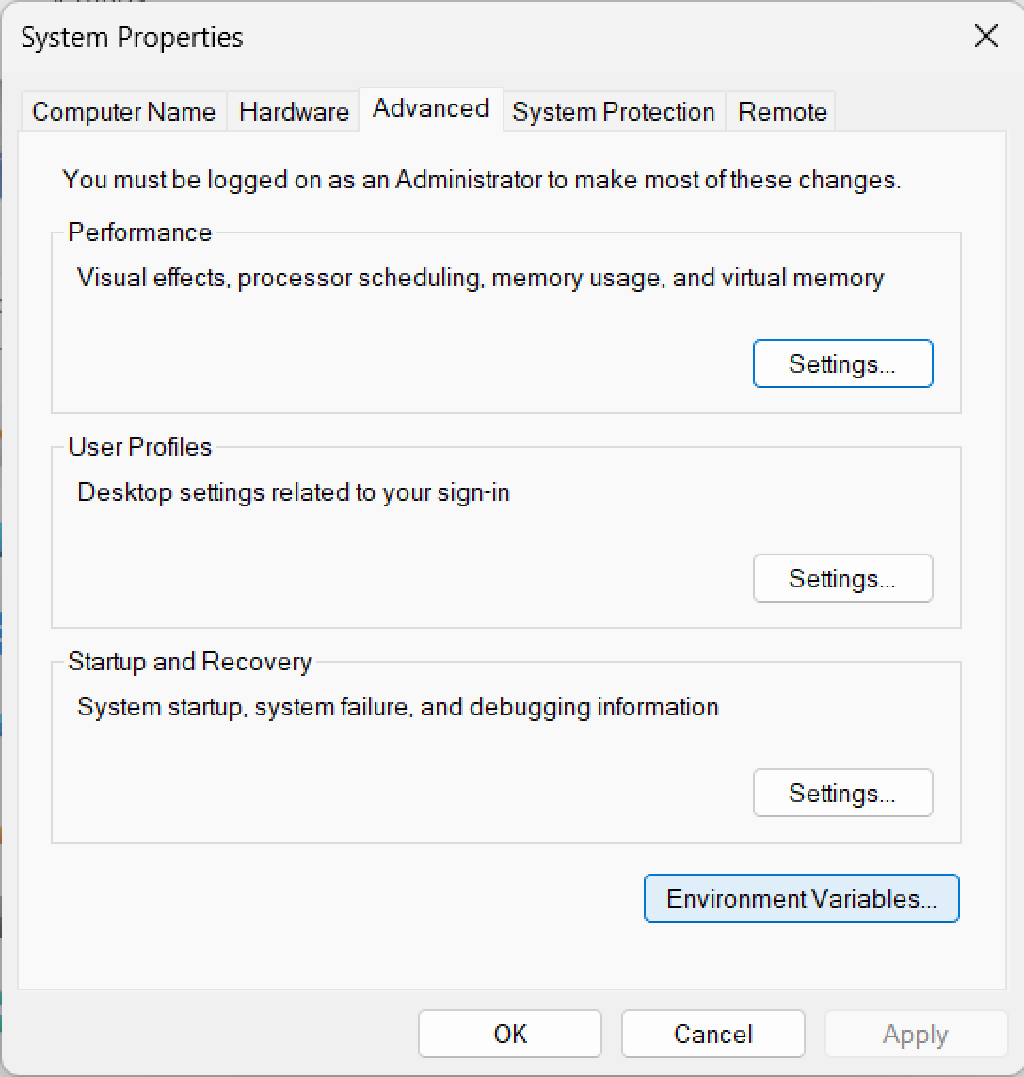 System Properties
Computer Name
Hardware
Advanced
System Protection
Remote
You must be logged on as an Administrator to make most of these changes.
Performance
Visual effects, processor scheduling, memory usage, and virtual memory
Settings...
User Profiles
Desktop settings related to your sign-in
Settings...
Startup and Recovery
System startup, system failure, and debugging information
Settings...
Environment Variables...
OK
Cancel
Apply